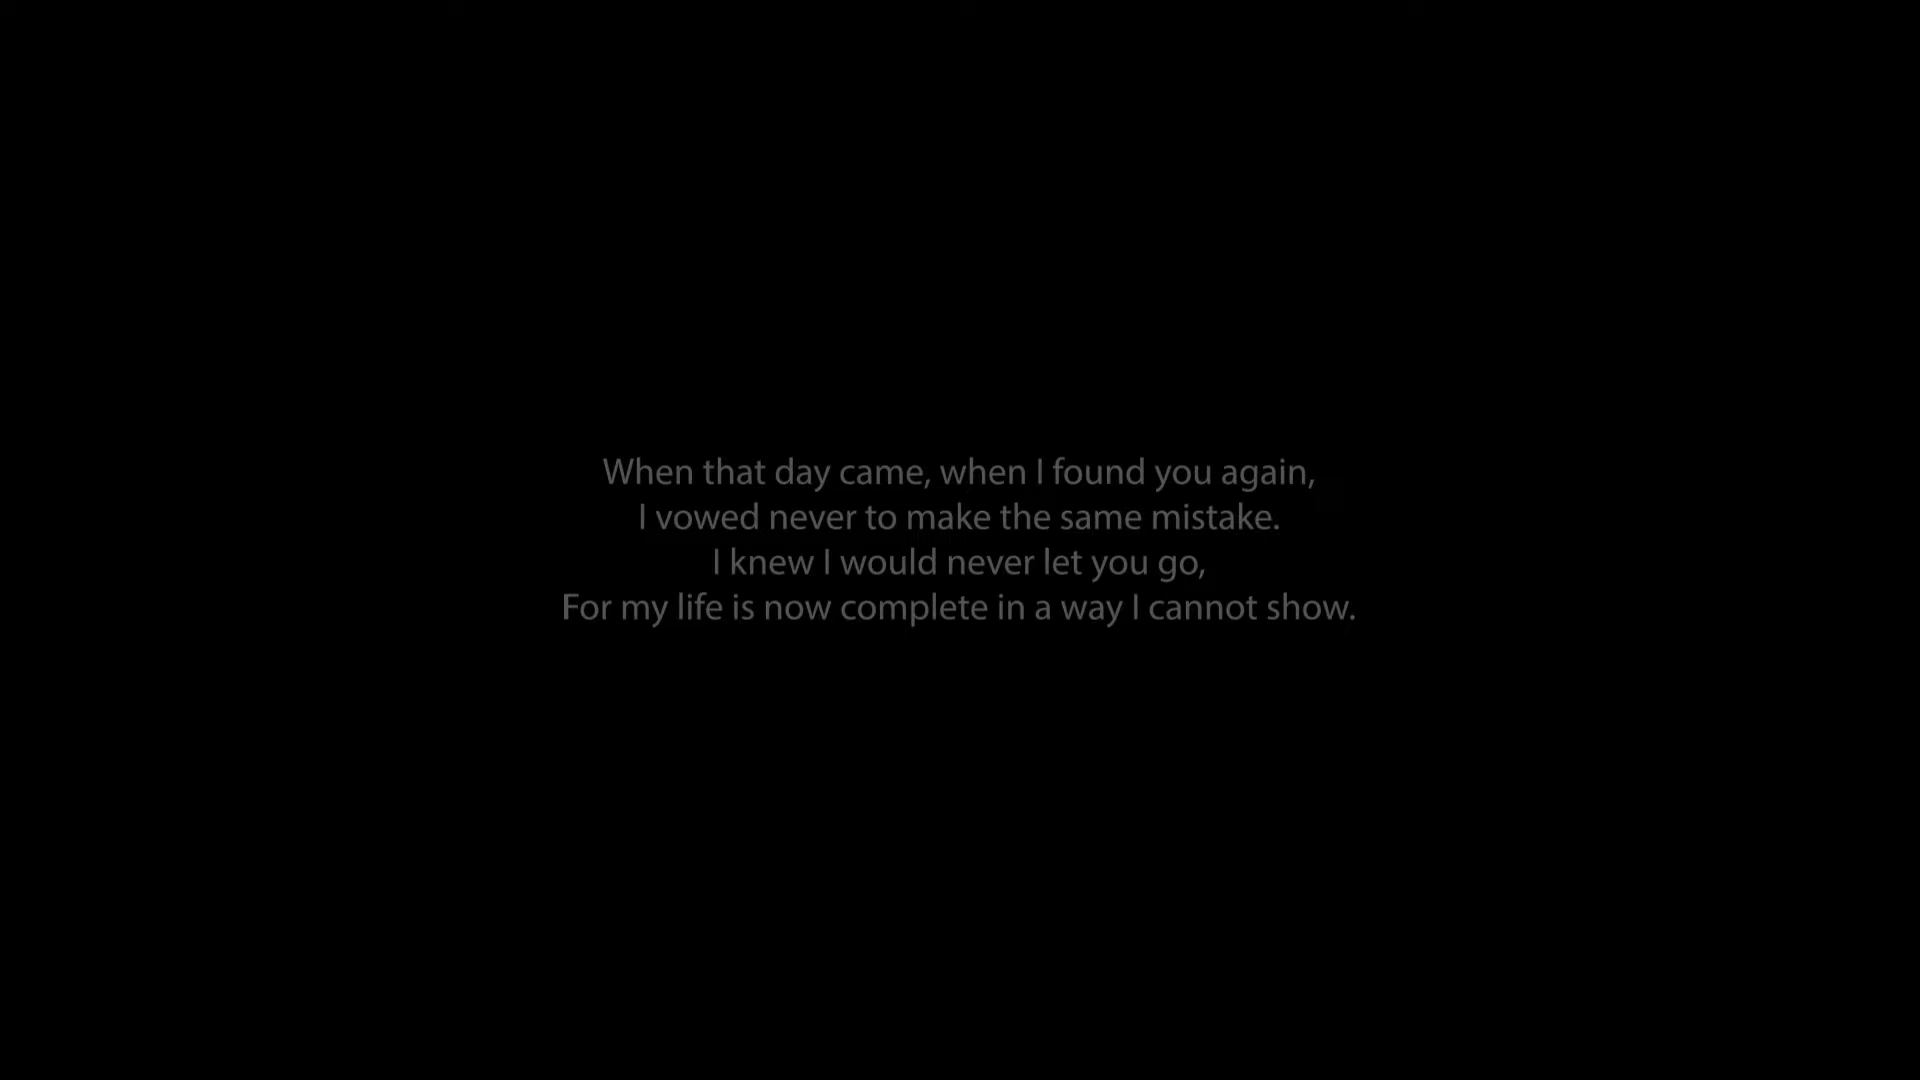 When that day came, when I found you again,
I vowed never to make the same mistake.
I knew I would never let you go,
For my life is now complete in a way I cannot show.